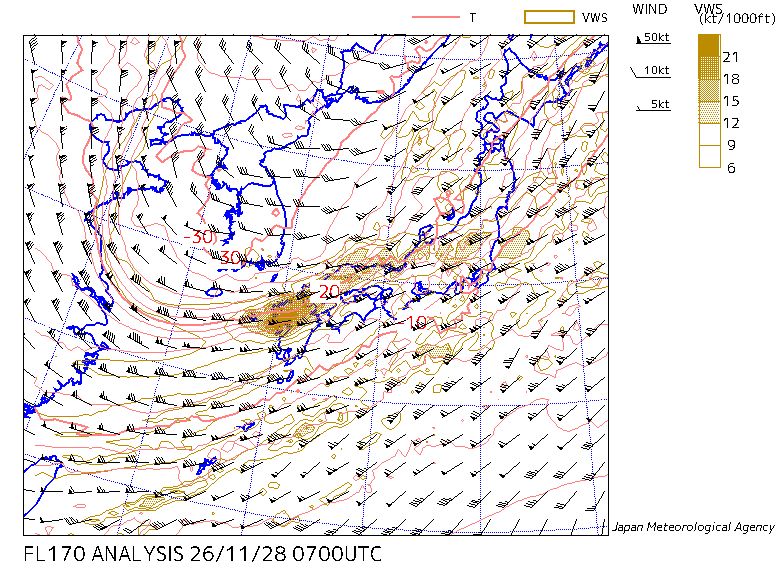 T VWS WIND VWS
(kt/1000ft)
50kt
10kt
5kt
21
18
15
12
9
6
-30
-30
-20
-10
Japan Meteorological Agency
FL170 ANALYSIS 26/11/28 0700UTC